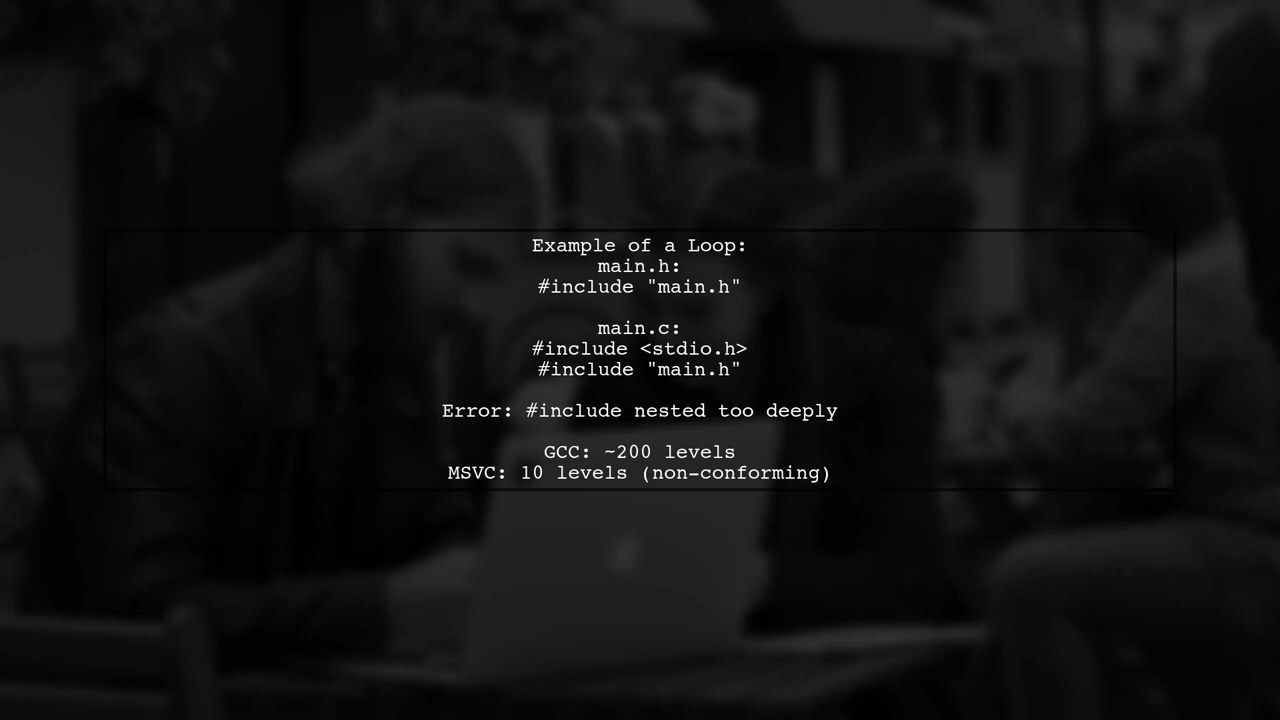 Example of a Loop:
main.h:
#include "main.h"
main.c:
#include <stdio.h>
#include "main.h"
Error: #include nested too deeply
GCC: ~200 levels
MSVC: 10 levels (non-conforming)